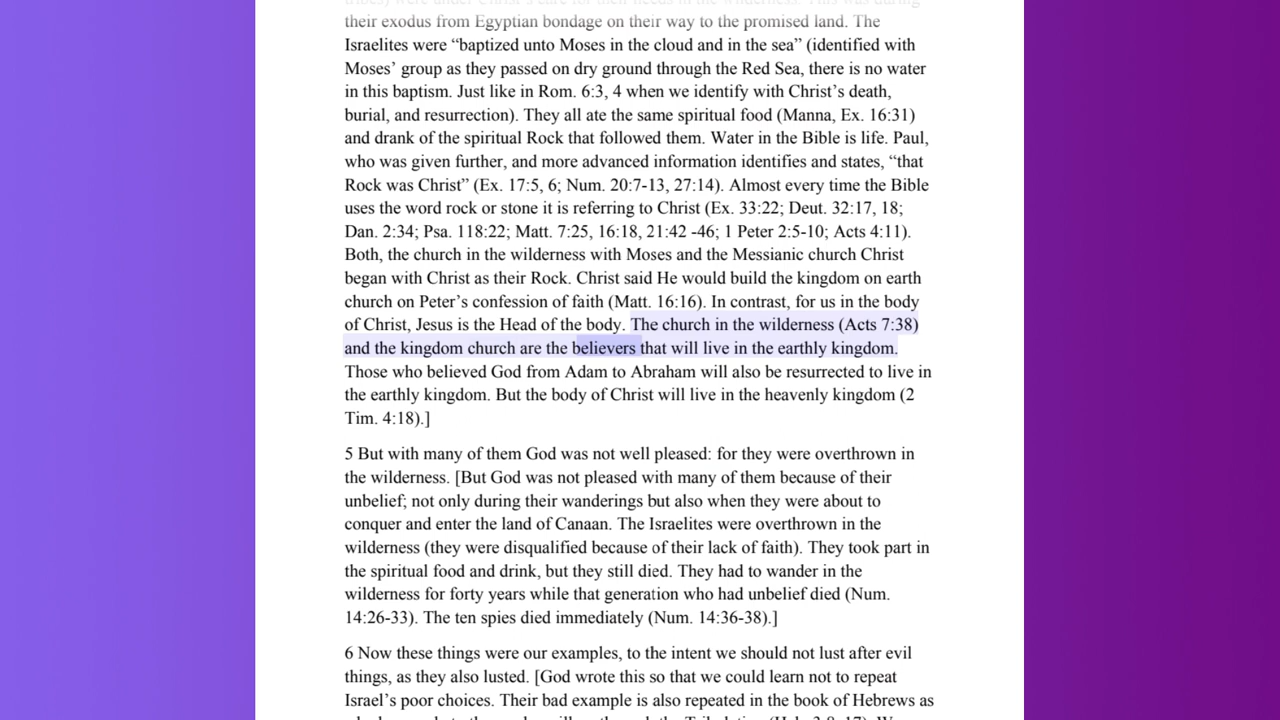 their exodus from Egyptian bondage on their way to the promised land. The
Israelites were “baptized unto Moses in the cloud and in the sea” (identified with
Moses’ group as they passed on dry ground through the Red Sea, there is no water
in this baptism. Just like in Rom. 6:3, 4 when we identify with Christ’s death,
burial, and resurrection). They all ate the same spiritual food (Manna, Ex. 16:31)
and drank of the spiritual Rock that followed them. Water in the Bible is life. Paul,
who was given further, and more advanced information identifies and states, “that
Rock was Christ” (Ex. 17:5, 6; Num. 20:7-13, 27:14). Almost every time the Bible
uses the word rock or stone it is referring to Christ (Ex. 33:22; Deut. 32:17, 18;
Dan. 2:34; Psa. 118:22; Matt. 7:25, 16:18, 21:42 -46; 1 Peter 2:5-10; Acts 4:11).
Both, the church in the wilderness with Moses and the Messianic church Christ
began with Christ as their Rock. Christ said He would build the kingdom on earth
church on Peter’s confession of faith (Matt. 16:16). In contrast, for us in the body
of Christ, Jesus is the Head of the body. The church in the wilderness (Acts 7:38)
and the kingdom church are the believers that will live in the earthly kingdom.
Those who believed God from Adam to Abraham will also be resurrected to live in
the earthly kingdom. But the body of Christ will live in the heavenly kingdom (2
Tim. 4:18).]
5 But with many of them God was not well pleased: for they were overthrown in
the wilderness. [But God was not pleased with many of them because of their
unbelief; not only during their wanderings but also when they were about to
conquer and enter the land of Canaan. The Israelites were overthrown in the
wilderness (they were disqualified because of their lack of faith). They took part in
the spiritual food and drink, but they still died. They had to wander in the
wilderness for forty years while that generation who had unbelief died (Num.
14:26-33). The ten spies died immediately (Num. 14:36-38).]
6 Now these things were our examples, to the intent we should not lust after evil
things, as they also lusted. [God wrote this so that we could learn not to repeat
Israel’s poor choices. Their bad example is also repeated in the book of Hebrews as